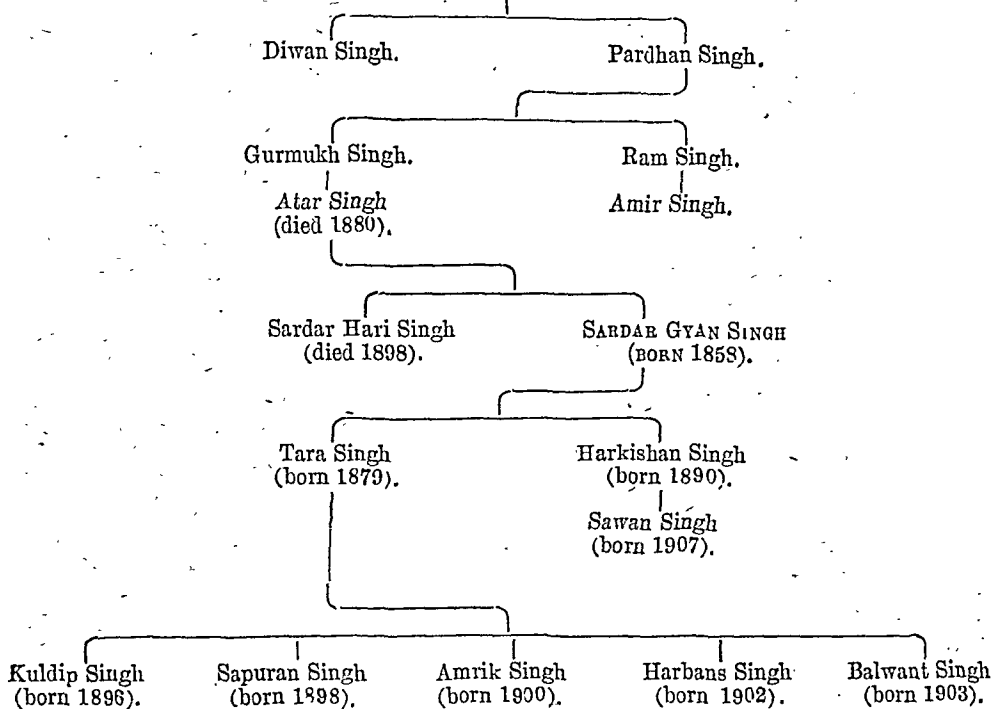 Diwan Singh.
Pardhan Singh.
Gurmukh Singh.
Ram Singh.
Atar Singh
(died 1880).
Amir Singh.
Sardar Hari Singh
(died 1898).
SARDAR GYAN SINGH
(BORN 1858).
Tara Singh
(born 1879).
Harkishan Singh
(born 1890).
Sawan Singh
(born 1907).
Kuldip Singh
(born 1896).
Sapuran Singh
(born 1898).
Amrik Singh
(born 1900).
Harbans Singh
(born 1902).
Balwant Singh
(born 1903).